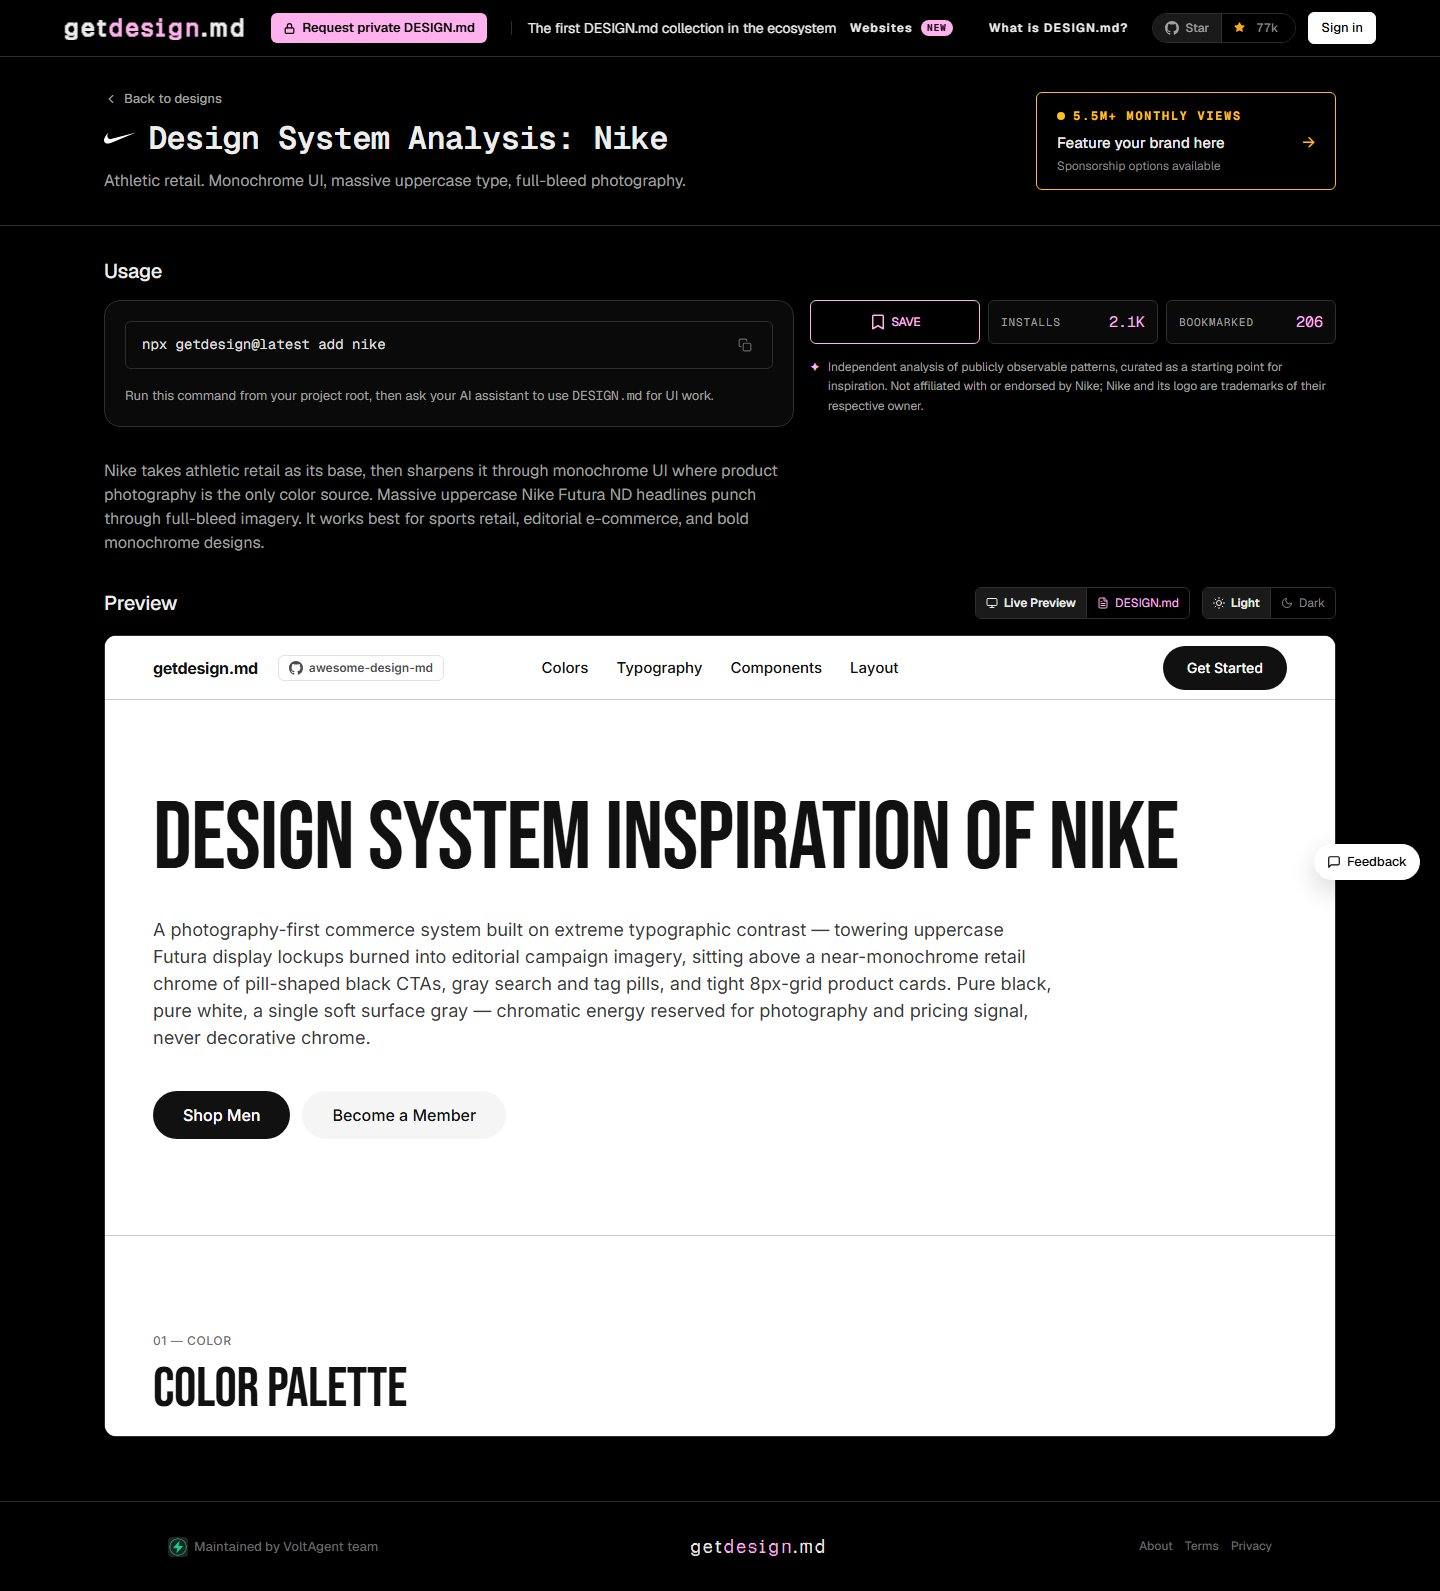 getdesign.md
Request private DESIGN.md
The first DESIGN.md collection in the ecosystem
Websites NEW
What is DESIGN.md?
Star 77k
Sign in
Back to designs
Design System Analysis: Nike
Athletic retail. Monochrome UI, massive uppercase type, full-bleed photography.
5.5M+ MONTHLY VIEWS
Feature your brand here
Sponsorship options available
Usage
npx getdesign@latest add nike
Run this command from your project root, then ask your AI assistant to use DESIGN.md for UI work.
SAVE
INSTALLS 2.1K
BOOKMARKED 206
Independent analysis of publicly observable patterns, curated as a starting point for
inspiration. Not affiliated with or endorsed by Nike; Nike and its logo are trademarks of their
respective owner.
Nike takes athletic retail as its base, then sharpens it through monochrome UI where product
photography is the only color source. Massive uppercase Nike Futura ND headlines punch
through full-bleed imagery. It works best for sports retail, editorial e-commerce, and bold
monochrome designs.
Preview
Live Preview
DESIGN.md
Light
Dark
getdesign.md
awesome-design-md
Colors
Typography
Components
Layout
Get Started
DESIGN SYSTEM INSPIRATION OF NIKE
Feedback
A photography-first commerce system built on extreme typographic contrast — towering uppercase
Futura display lockups burned into editorial campaign imagery, sitting above a near-monochrome retail
chrome of pill-shaped black CTAs, gray search and tag pills, and tight 8px-grid product cards. Pure black,
pure white, a single soft surface gray — chromatic energy reserved for photography and pricing signal,
never decorative chrome.
Shop Men
Become a Member
01 — COLOR
COLOR PALETTE
Maintained by VoltAgent team
getdesign.md
About
Terms
Privacy